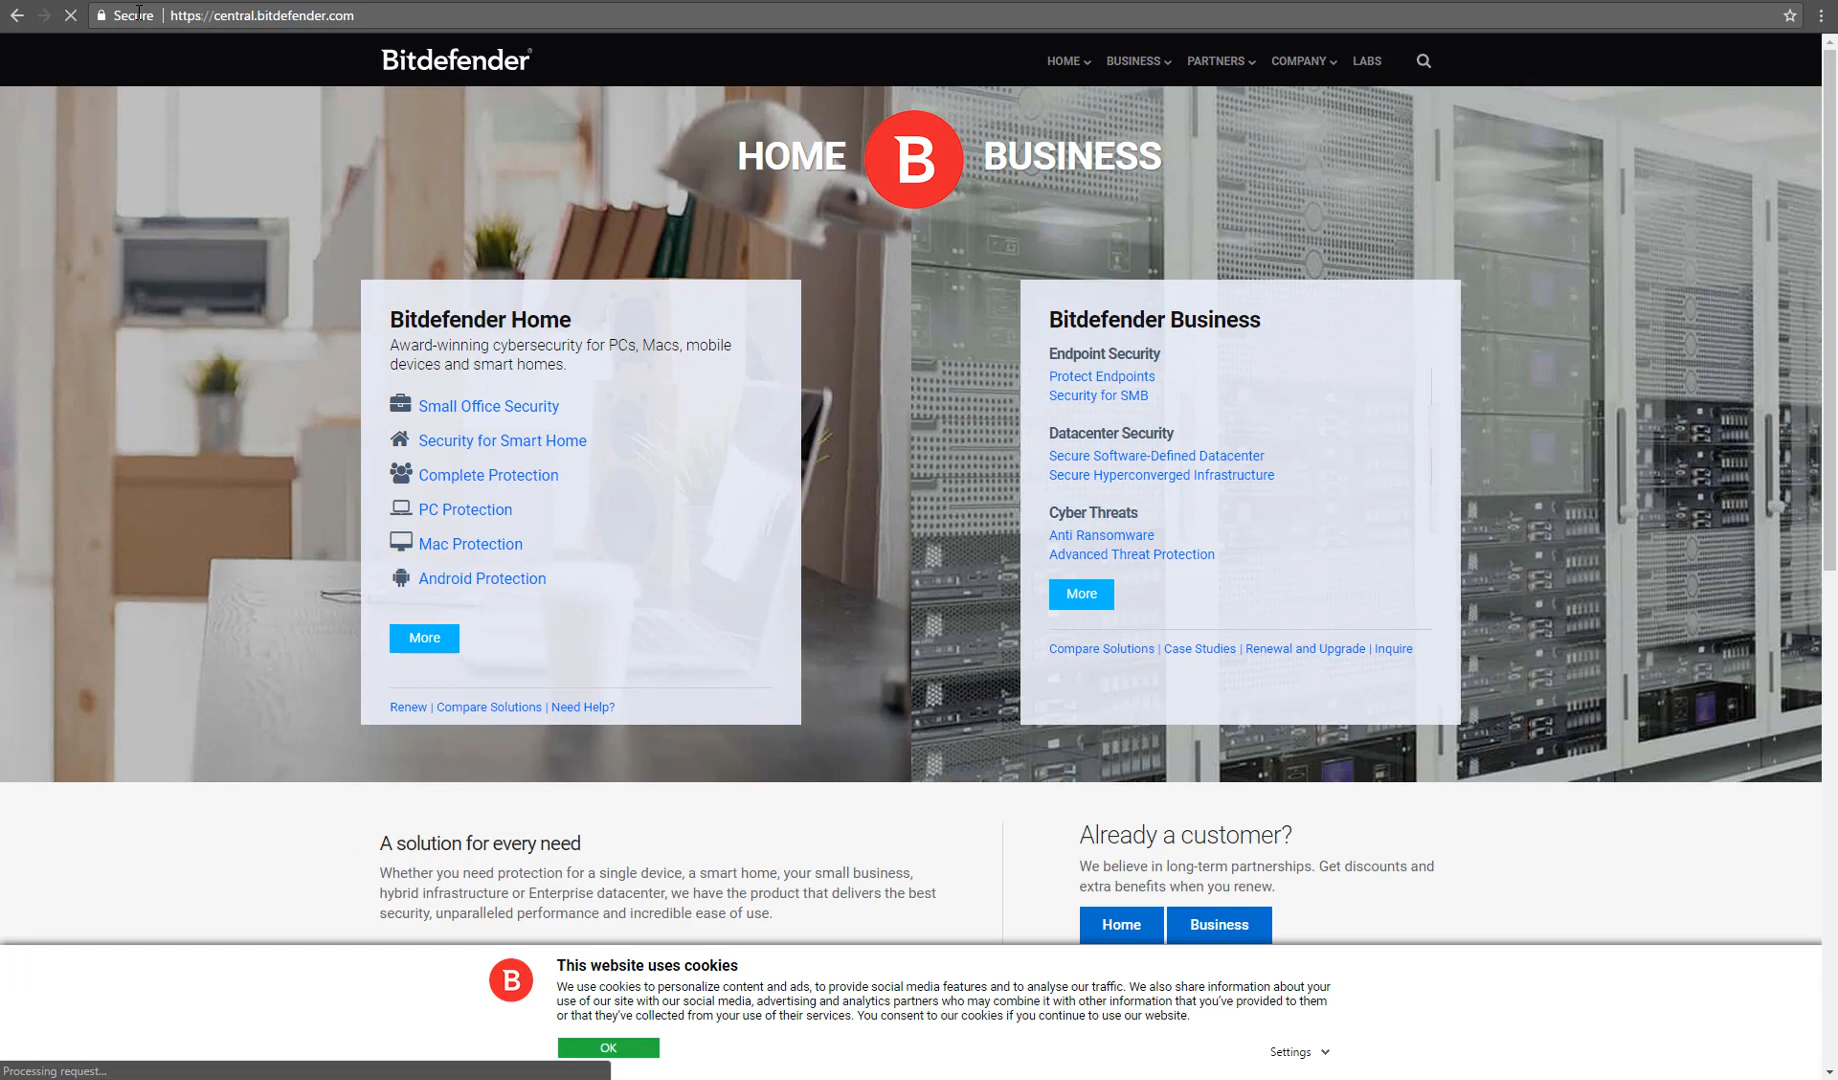 Secure https://central.bitdefender.com
Bitdefender®
HOME BUSINESS PARTNERS COMPANY LABS
HOME B BUSINESS
Bitdefender Home
Award-winning cybersecurity for PCs, Macs, mobile
devices and smart homes.
Small Office Security
Security for Smart Home
Complete Protection
PC Protection
Mac Protection
Android Protection
More
Renew | Compare Solutions | Need Help?
Bitdefender Business
Endpoint Security
Protect Endpoints
Security for SMB
Datacenter Security
Secure Software-Defined Datacenter
Secure Hyperconverged Infrastructure
Cyber Threats
Anti Ransomware
Advanced Threat Protection
More
Compare Solutions | Case Studies | Renewal and Upgrade | Inquire
A solution for every need
Whether you need protection for a single device, a smart home, your small business,
hybrid infrastructure or Enterprise datacenter, we have the product that delivers the best
security, unparalleled performance and incredible ease of use.
Already a customer?
We believe in long-term partnerships. Get discounts and
extra benefits when you renew.
Home Business
B
This website uses cookies
We use cookies to personalize content and ads, to provide social media features and to analyse our traffic. We also share information about your
use of our site with our social media, advertising and analytics partners who may combine it with other information that you've provided to them
or that they've collected from your use of their services. You consent to our cookies if you continue to use our website.
OK
Settings
Processing request...